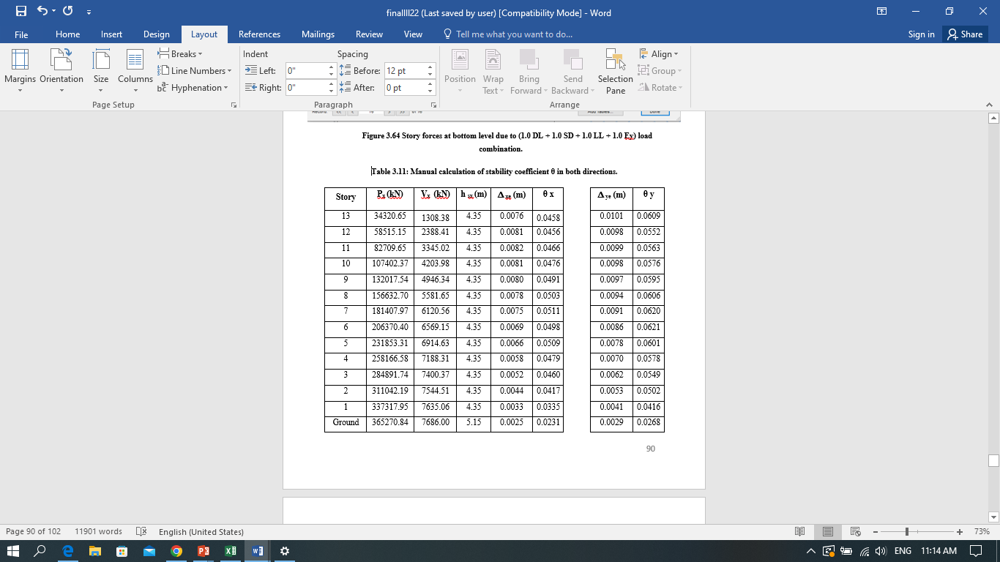 finallll22 (Last saved by user) [Compatibility Mode] - Word
File Home Insert Design Layout References Mailings Review View Tell me what you want to do... Sign in Share
Margins Orientation Size Columns
Breaks
Line Numbers
Hyphenation
Page Setup
Indent Spacing
Left: 0" Before: 12 pt
Right: 0" After: 0 pt
Paragraph
Position Wrap Text Bring Forward Send Backward Selection Pane
Align
Group
Rotate
Arrange
Figure 3.64 Story forces at bottom level due to (1.0 DL + 1.0 SD + 1.0 LL + 1.0 Ey) load
combination.
Table 3.11: Manual calculation of stability coefficient θ in both directions.
Story Px (kN) Vx (kN) h sx (m) Δ xe (m) θ x Δ ye (m) θ y
13 34320.65 1308.38 4.35 0.0076 0.0458 0.0101 0.0609
12 58515.15 2388.41 4.35 0.0081 0.0456 0.0098 0.0552
11 82709.65 3345.02 4.35 0.0082 0.0466 0.0099 0.0563
10 107402.37 4203.98 4.35 0.0081 0.0476 0.0098 0.0576
9 132017.54 4946.34 4.35 0.0080 0.0491 0.0097 0.0595
8 156632.70 5581.65 4.35 0.0078 0.0503 0.0094 0.0606
7 181407.97 6120.56 4.35 0.0075 0.0511 0.0091 0.0620
6 206370.40 6569.15 4.35 0.0069 0.0498 0.0086 0.0621
5 231853.31 6914.63 4.35 0.0066 0.0509 0.0078 0.0601
4 258166.58 7188.31 4.35 0.0058 0.0479 0.0070 0.0578
3 284891.74 7400.37 4.35 0.0052 0.0460 0.0062 0.0549
2 311042.19 7544.51 4.35 0.0044 0.0417 0.0053 0.0502
1 337317.95 7635.06 4.35 0.0033 0.0335 0.0041 0.0416
Ground 365270.84 7686.00 5.15 0.0025 0.0231 0.0029 0.0268
90
Page 90 of 102 11901 words English (United States) 73%
ENG 11:14 AM